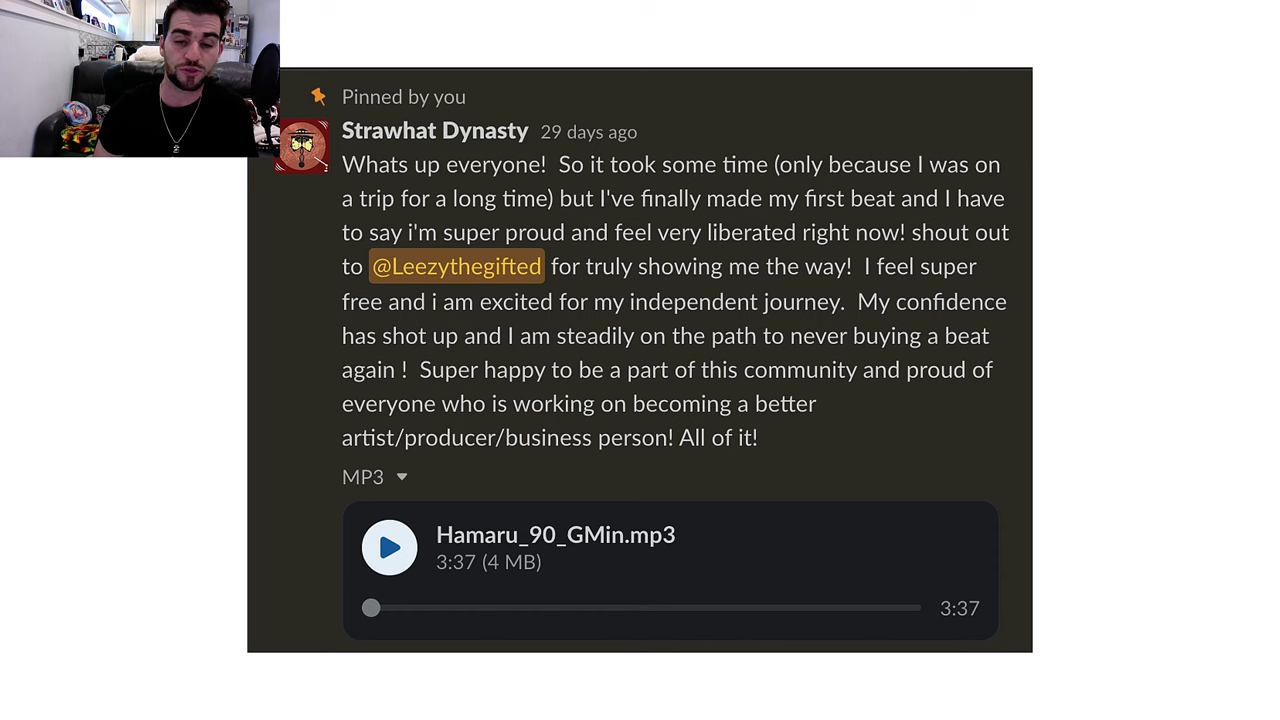 Pinned by you
Strawhat Dynasty 29 days ago
Whats up everyone! So it took some time (only because I was on
a trip for a long time) but I've finally made my first beat and I have
to say i'm super proud and feel very liberated right now! shout out
to @Leezythegifted for truly showing me the way! I feel super
free and i am excited for my independent journey. My confidence
has shot up and I am steadily on the path to never buying a beat
again ! Super happy to be a part of this community and proud of
everyone who is working on becoming a better
artist/producer/business person! All of it!
MP3
Hamaru_90_GMin.mp3
3:37 (4 MB)
3:37